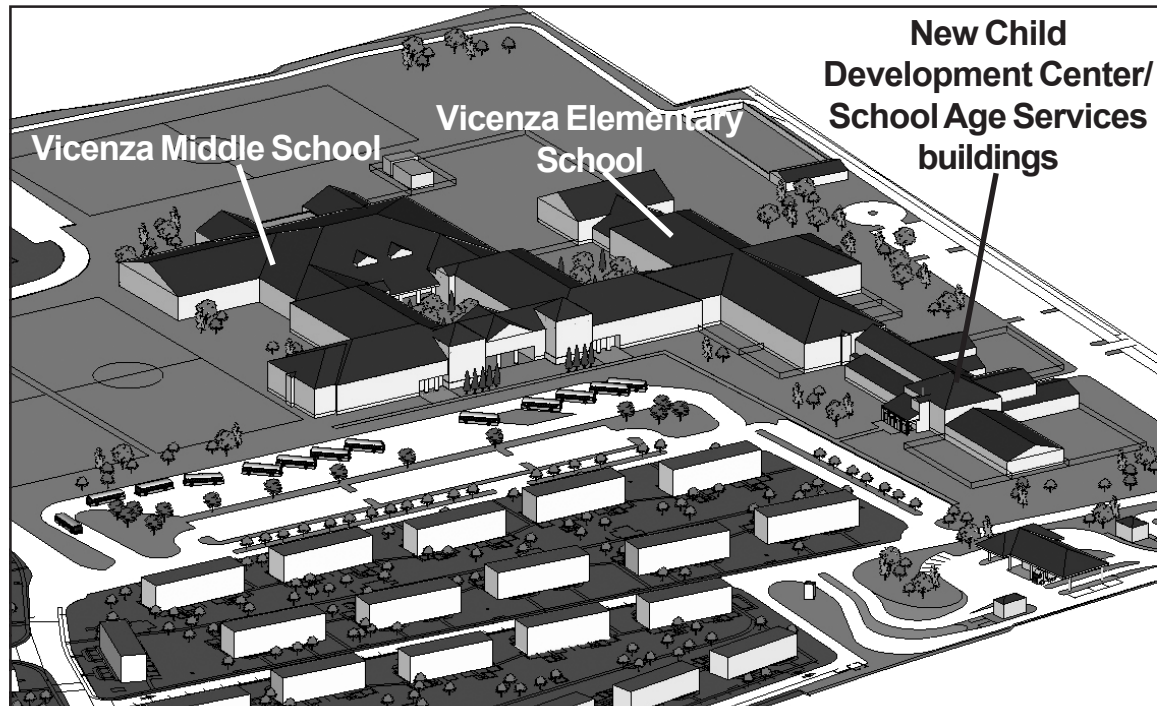 New Child
Development Center/
School Age Services
buildings
Vicenza Elementary
School
Vicenza Middle School